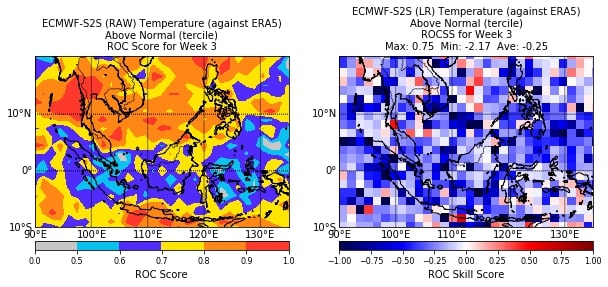 ECMWF-S2S (RAW) Temperature (against ERA5)
Above Normal (tercile)
ROC Score for Week 3
10°N
0°
10°S
90°E 100°E 110°E 120°E 130°E
0.0 0.5 0.6 0.7 0.8 0.9 1.0
ROC Score
ECMWF-S2S (LR) Temperature (against ERA5)
Above Normal (tercile)
ROCSS for Week 3
Max: 0.75 Min: -2.17 Ave: -0.25
10°N
0°
10°S
90°E 100°E 110°E 120°E 130°E
−1.00 −0.75 −0.50 −0.25 0.00 0.25 0.50 0.75 1.00
ROC Skill Score